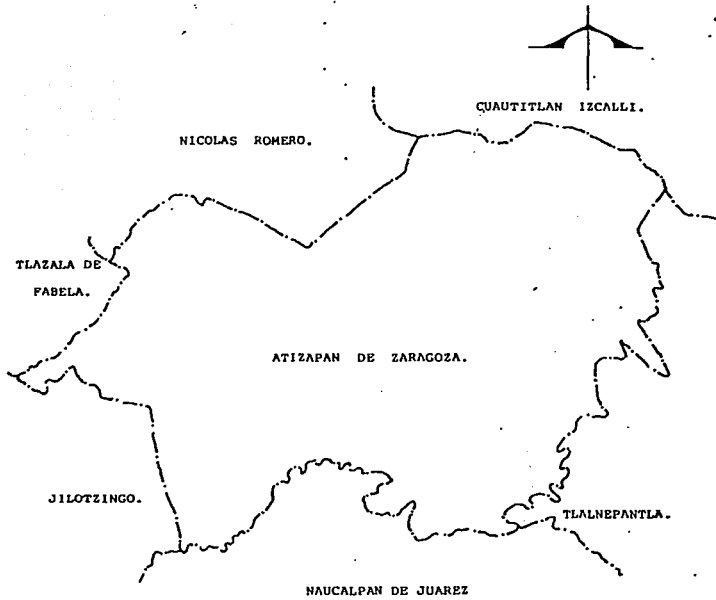 CUAUTITLAN IZCALLI.
NICOLAS ROMERO.
TLAZALA DE
FABELA.
ATIZAPAN DE ZARAGOZA.
JILOTZINGO.
TLALNEPANTLA.
NAUCALPAN DE JUAREZ